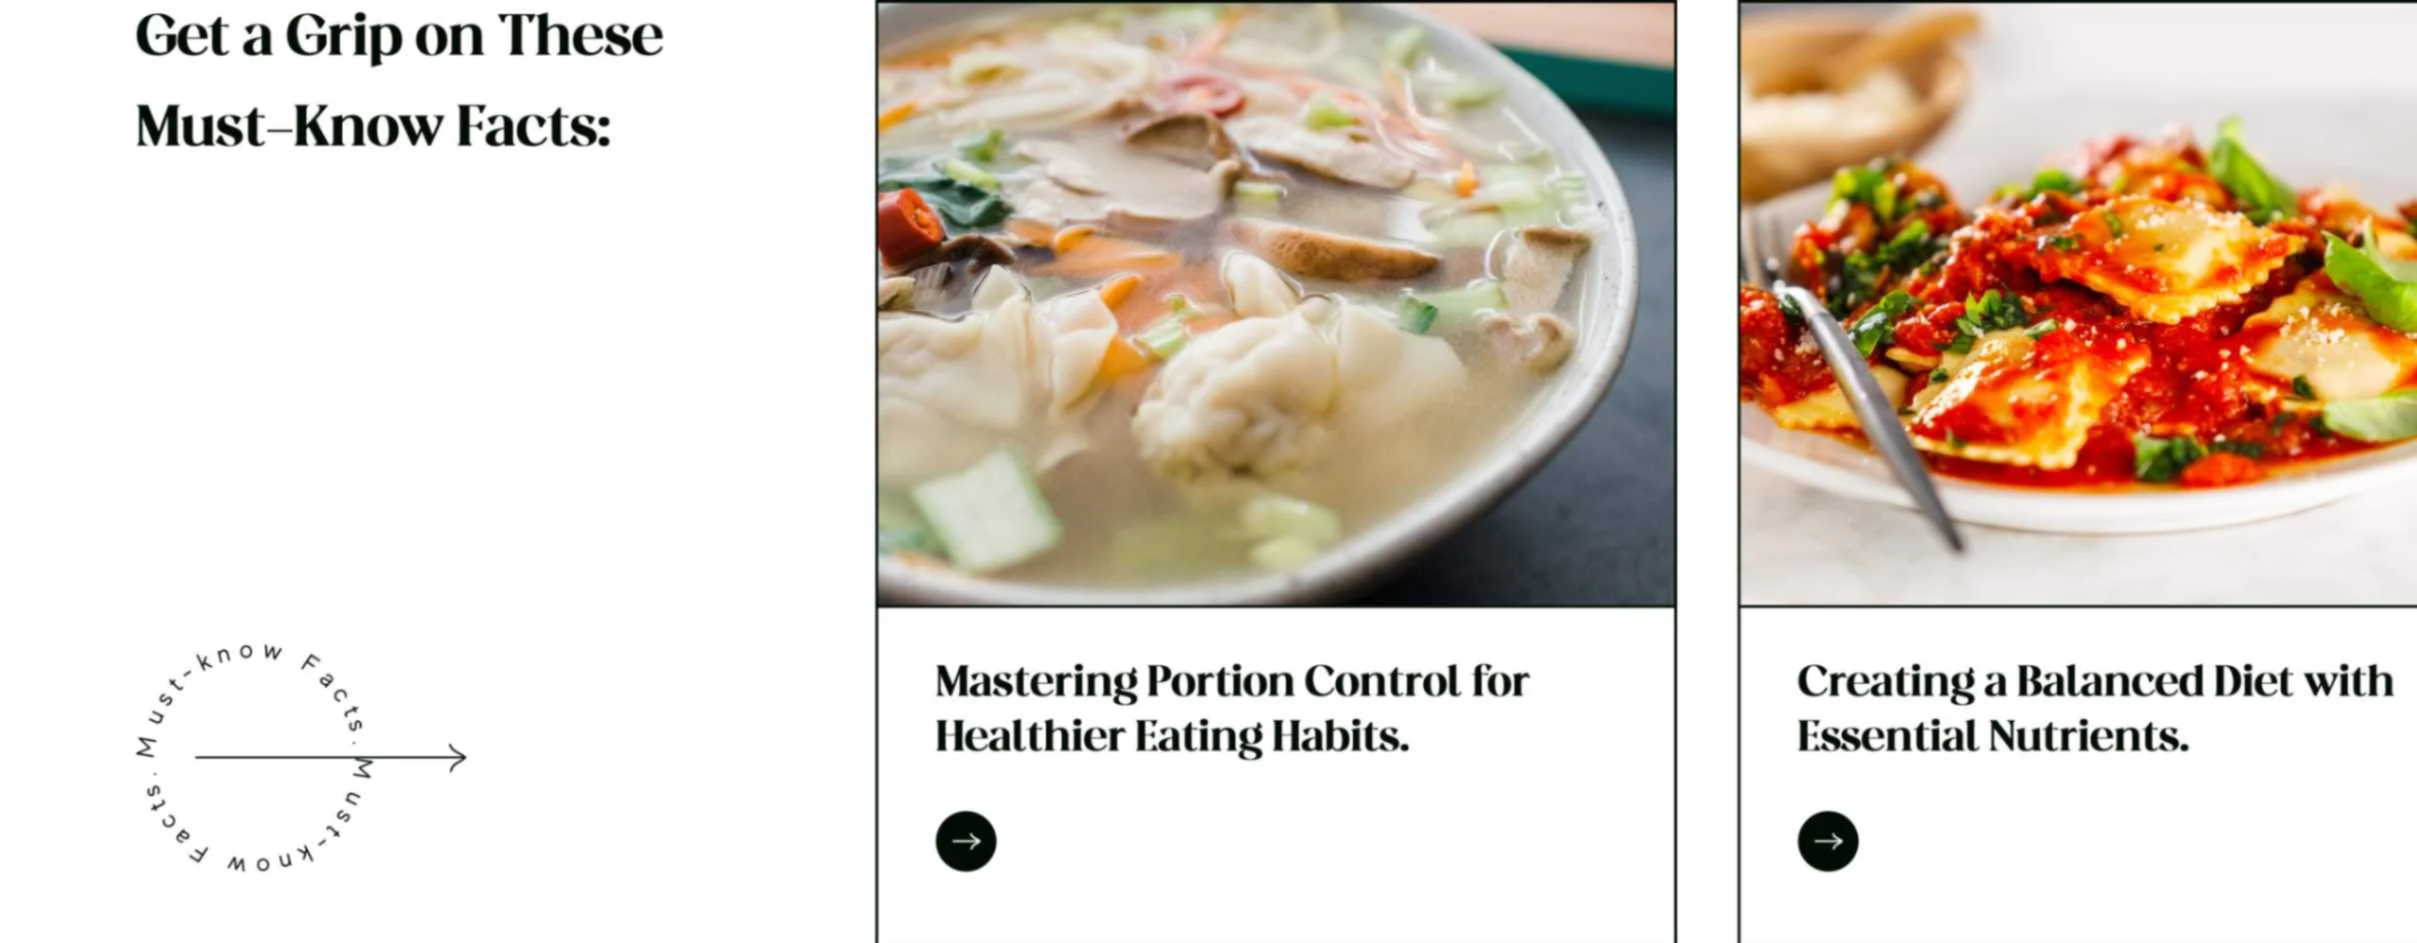 Get a Grip on These
Must–Know Facts:
Must-know Facts. Must-know Facts.
Mastering Portion Control for
Healthier Eating Habits.
Creating a Balanced Diet with
Essential Nutrients.